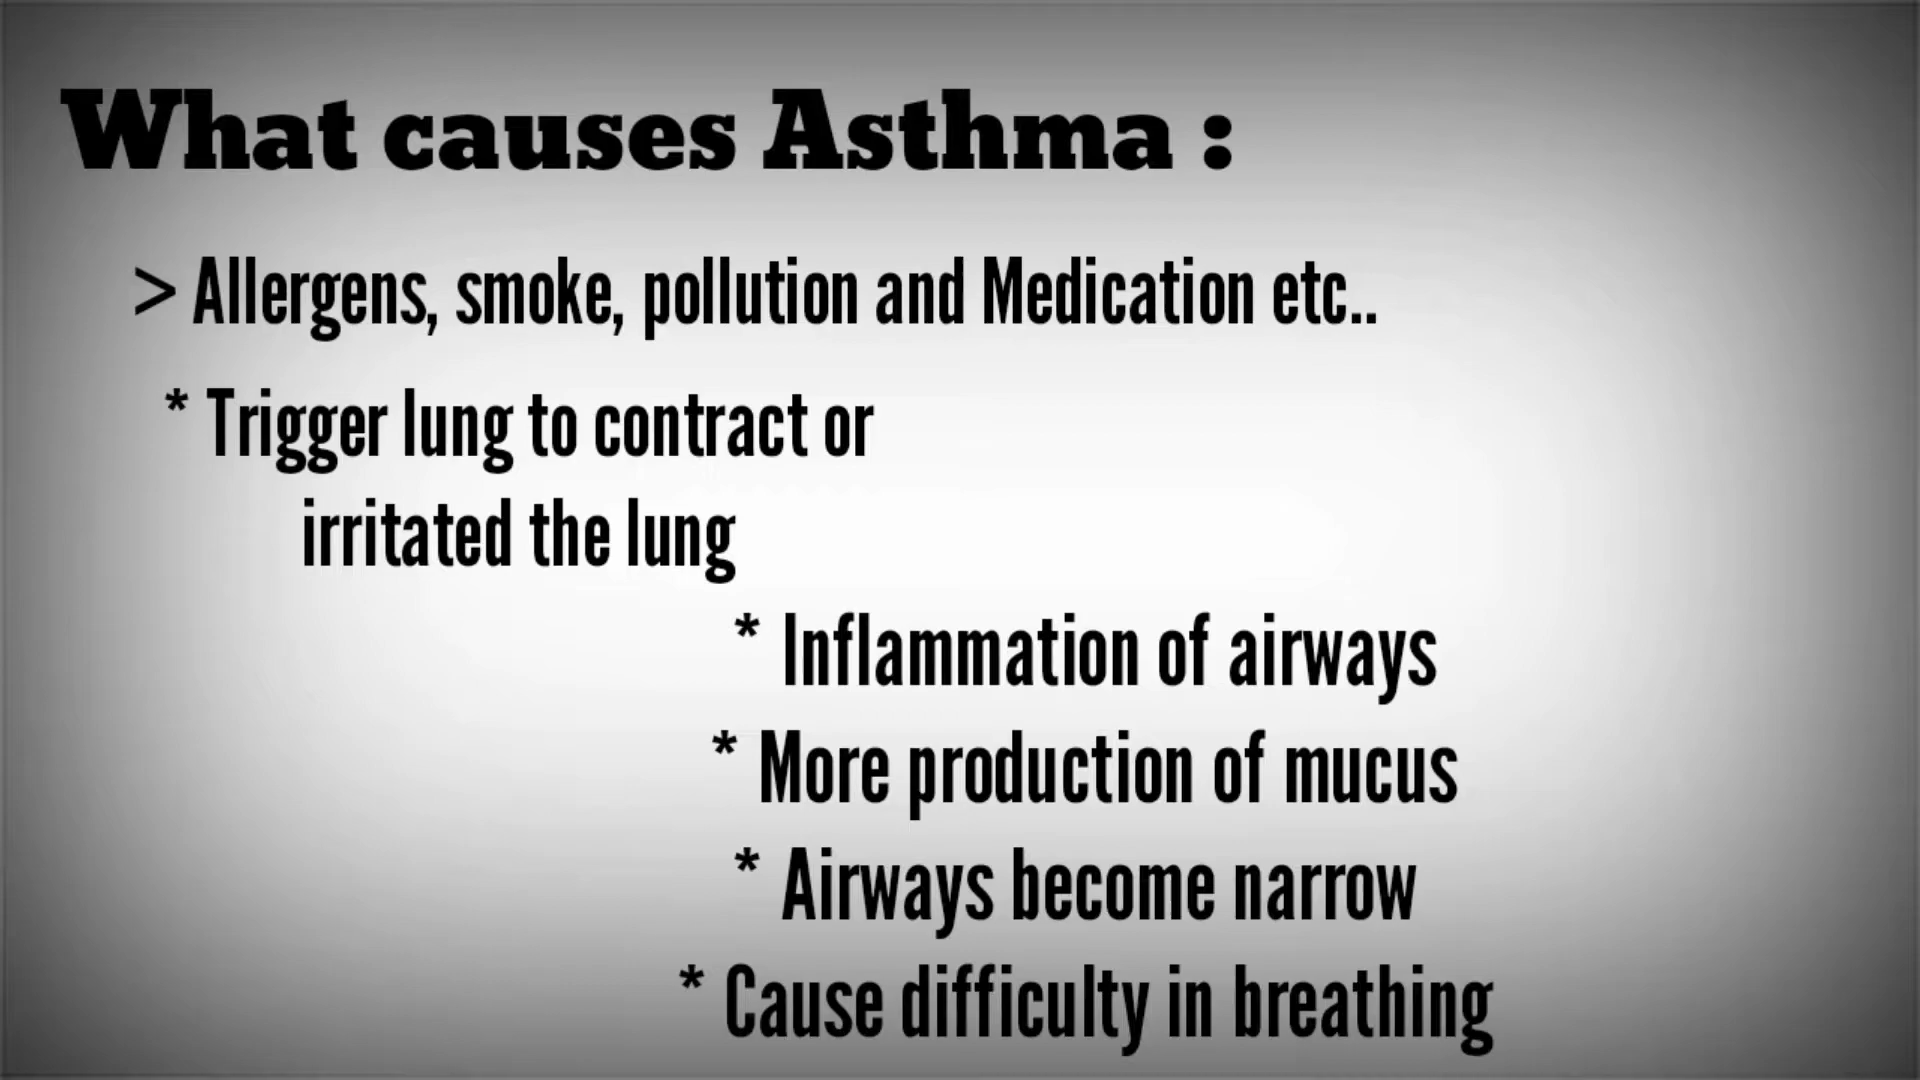 What causes Asthma :
> Allergens, smoke, pollution and Medication etc..
* Trigger lung to contract or
irritated the lung
* Inflammation of airways
* More production of mucus
* Airways become narrow
* Cause difficulty in breathing